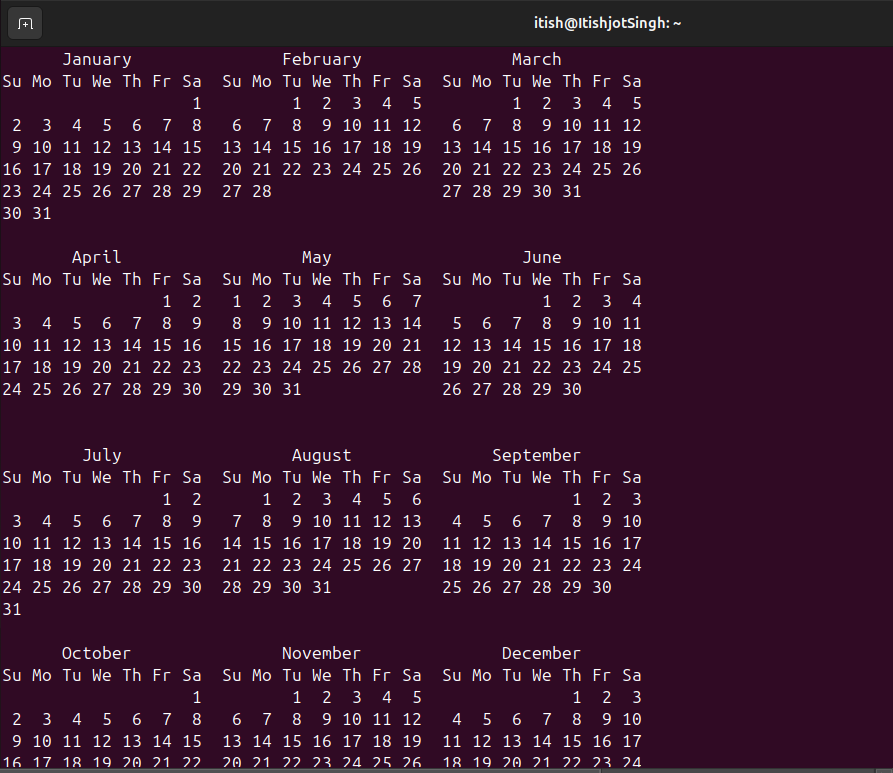 itish@ItishjotSingh: ~
      January               February               March
Su Mo Tu We Th Fr Sa  Su Mo Tu We Th Fr Sa  Su Mo Tu We Th Fr Sa
                   1         1  2  3  4  5         1  2  3  4  5
 2  3  4  5  6  7  8   6  7  8  9 10 11 12   6  7  8  9 10 11 12
 9 10 11 12 13 14 15  13 14 15 16 17 18 19  13 14 15 16 17 18 19
16 17 18 19 20 21 22  20 21 22 23 24 25 26  20 21 22 23 24 25 26
23 24 25 26 27 28 29  27 28                 27 28 29 30 31
30 31
       April                  May                   June
Su Mo Tu We Th Fr Sa  Su Mo Tu We Th Fr Sa  Su Mo Tu We Th Fr Sa
                1  2   1  2  3  4  5  6  7            1  2  3  4
 3  4  5  6  7  8  9   8  9 10 11 12 13 14   5  6  7  8  9 10 11
10 11 12 13 14 15 16  15 16 17 18 19 20 21  12 13 14 15 16 17 18
17 18 19 20 21 22 23  22 23 24 25 26 27 28  19 20 21 22 23 24 25
24 25 26 27 28 29 30  29 30 31              26 27 28 29 30
        July                 August              September
Su Mo Tu We Th Fr Sa  Su Mo Tu We Th Fr Sa  Su Mo Tu We Th Fr Sa
                1  2      1  2  3  4  5  6               1  2  3
 3  4  5  6  7  8  9   7  8  9 10 11 12 13   4  5  6  7  8  9 10
10 11 12 13 14 15 16  14 15 16 17 18 19 20  11 12 13 14 15 16 17
17 18 19 20 21 22 23  21 22 23 24 25 26 27  18 19 20 21 22 23 24
24 25 26 27 28 29 30  28 29 30 31           25 26 27 28 29 30
31
      October               November              December
Su Mo Tu We Th Fr Sa  Su Mo Tu We Th Fr Sa  Su Mo Tu We Th Fr Sa
                   1         1  2  3  4  5               1  2  3
 2  3  4  5  6  7  8   6  7  8  9 10 11 12   4  5  6  7  8  9 10
 9 10 11 12 13 14 15  13 14 15 16 17 18 19  11 12 13 14 15 16 17
16 17 18 19 20 21 22  20 21 22 23 24 25 26  18 19 20 21 22 23 24